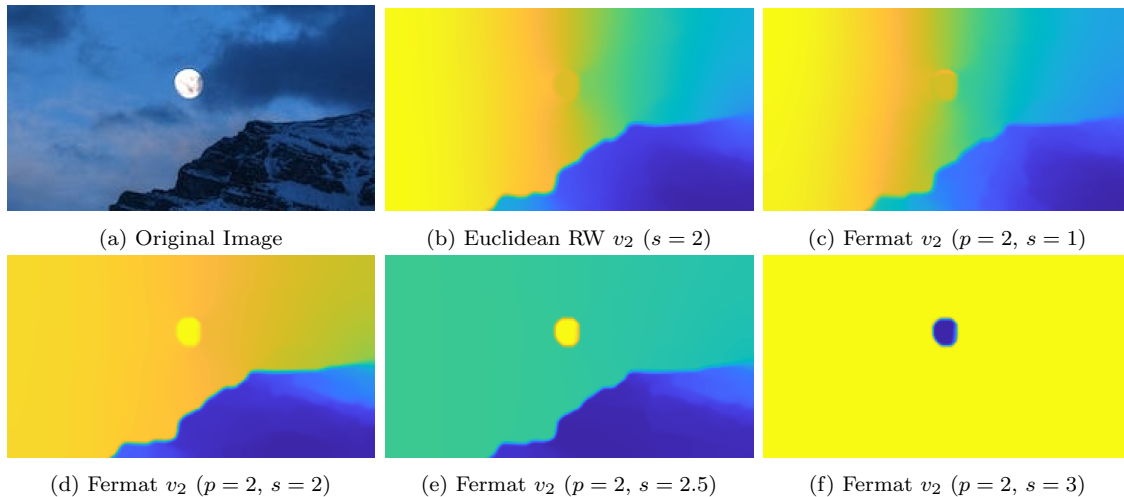 (a) Original Image
(b) Euclidean RW v₂ (s = 2)
(c) Fermat v₂ (p = 2, s = 1)
(d) Fermat v₂ (p = 2, s = 2)
(e) Fermat v₂ (p = 2, s = 2.5)
(f) Fermat v₂ (p = 2, s = 3)